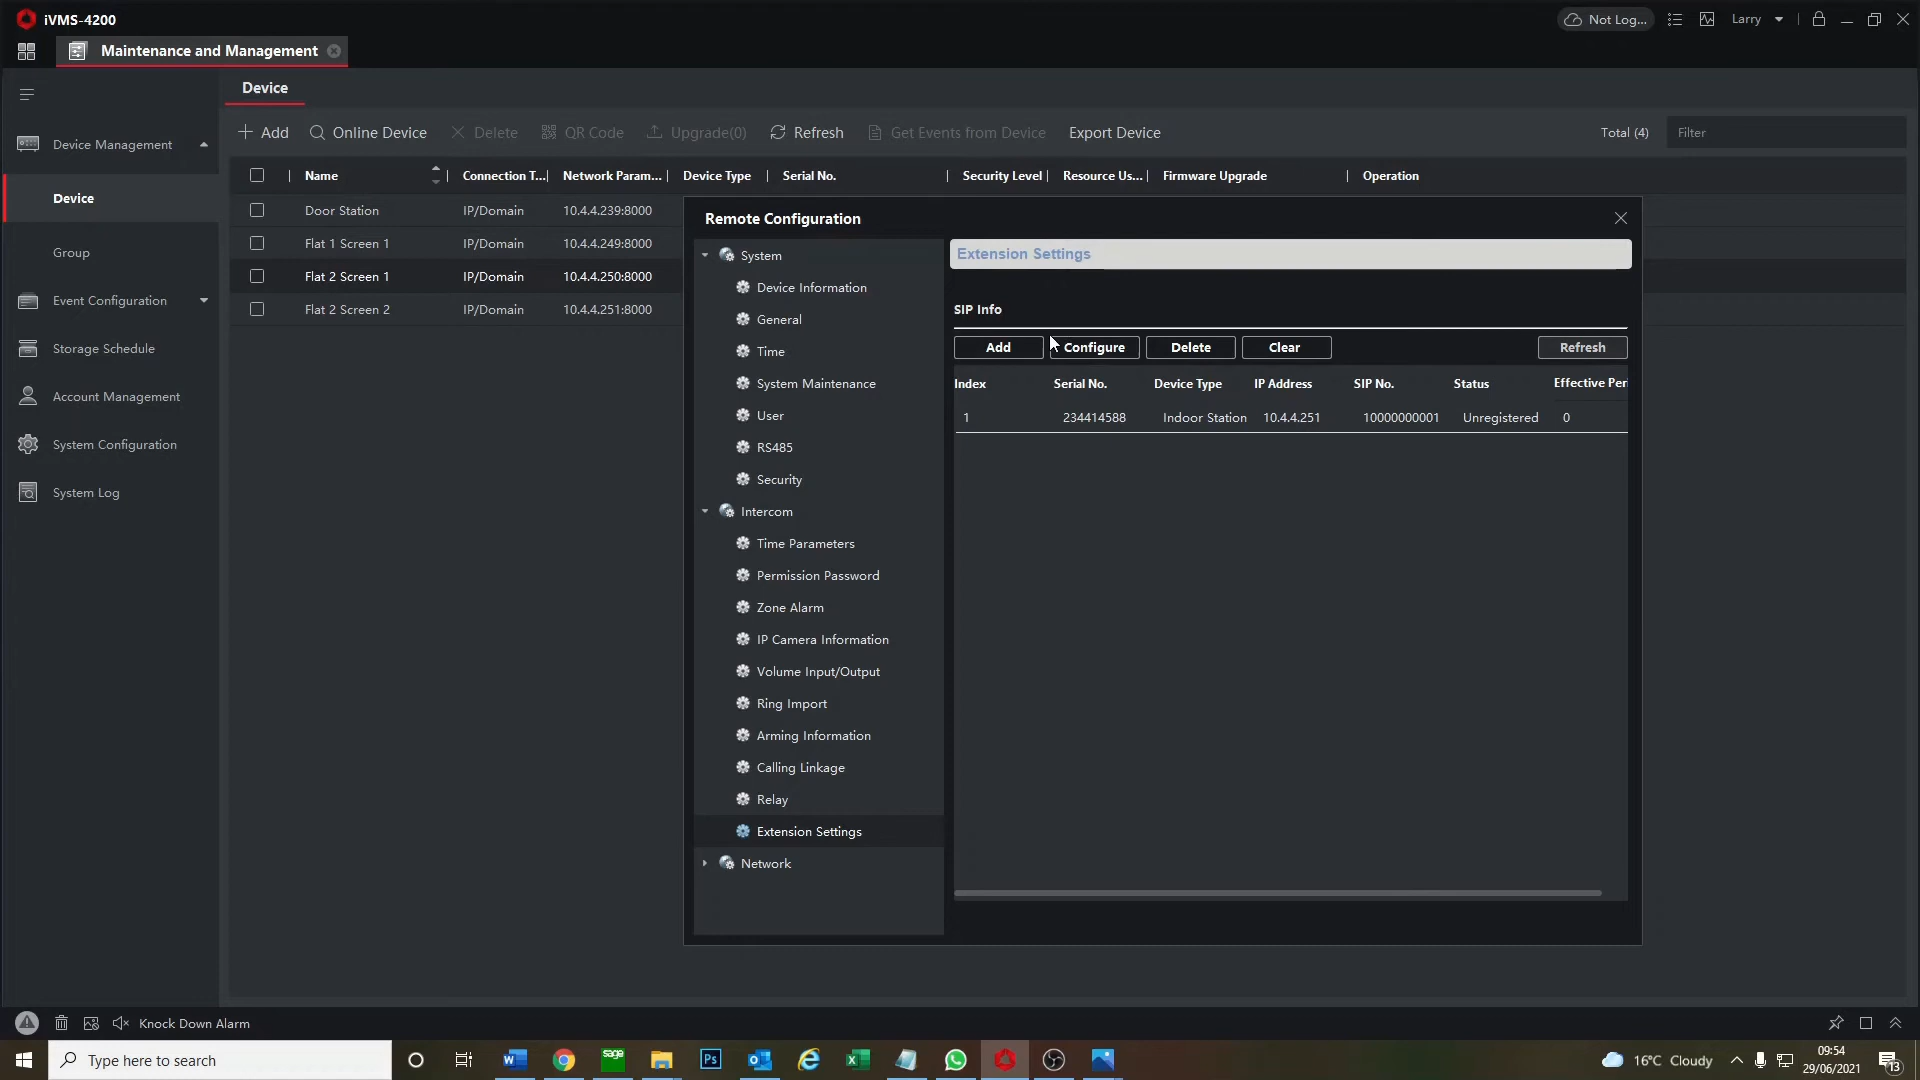 iVMS-4200
Not Log...
Larry
Maintenance and Management
Device
Device Management
Device
Group
Event Configuration
Storage Schedule
Account Management
System Configuration
System Log
Add
Online Device
Delete
QR Code
Upgrade(0)
Refresh
Get Events from Device
Export Device
Total (4)
Filter
Name
Connection T...
Network Param...
Device Type
Serial No.
Security Level
Resource Us...
Firmware Upgrade
Operation
Door Station IP/Domain 10.4.4.239:8000
Flat 1 Screen 1 IP/Domain 10.4.4.249:8000
Flat 2 Screen 1 IP/Domain 10.4.4.250:8000
Flat 2 Screen 2 IP/Domain 10.4.4.251:8000
Remote Configuration
System
Device Information
General
Time
System Maintenance
User
RS485
Security
Intercom
Time Parameters
Permission Password
Zone Alarm
IP Camera Information
Volume Input/Output
Ring Import
Arming Information
Calling Linkage
Relay
Extension Settings
Network
Extension Settings
SIP Info
Add
Configure
Delete
Clear
Refresh
Index Serial No. Device Type IP Address SIP No. Status Effective Per
1 234414588 Indoor Station 10.4.4.251 10000000001 Unregistered 0
Knock Down Alarm
Type here to search
sage
Ps
16°C Cloudy
09:54
29/06/2021
13